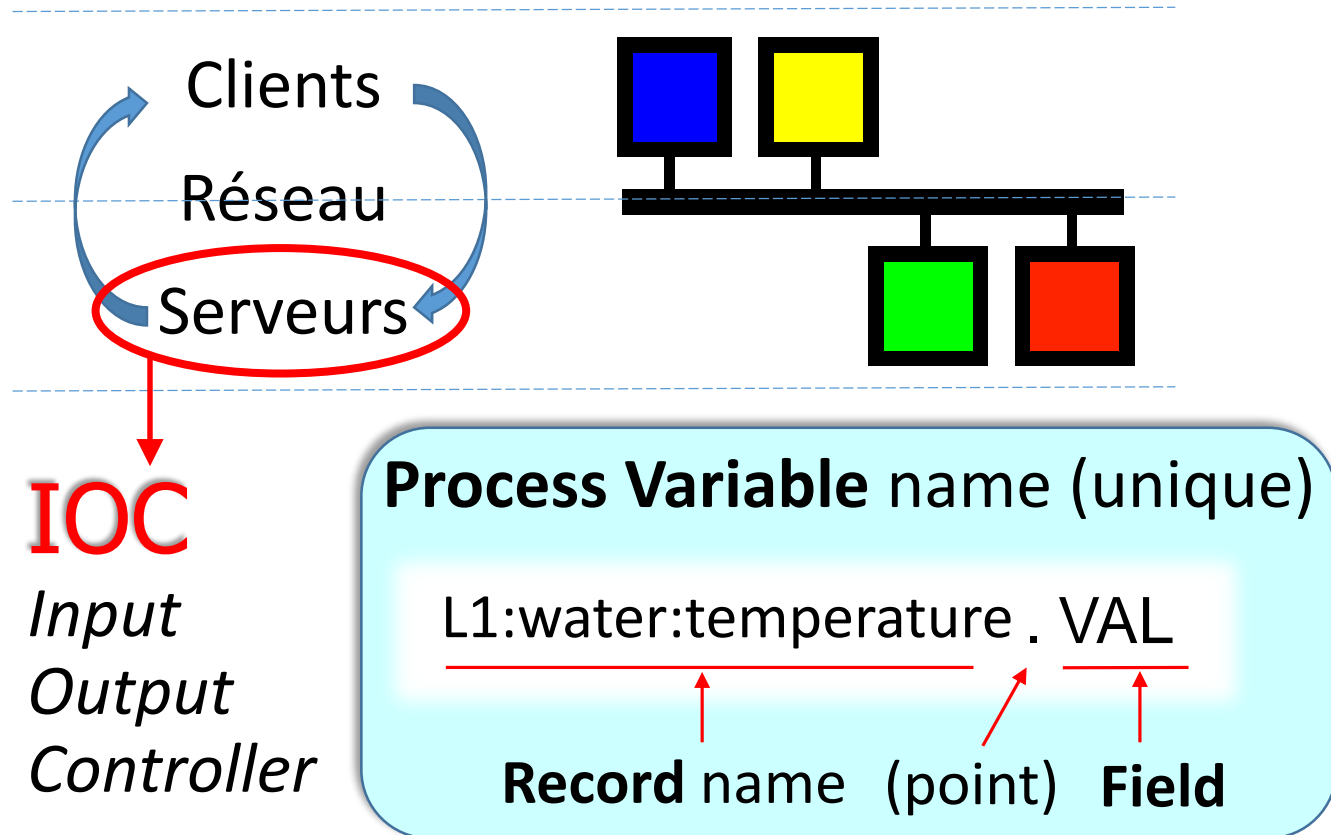 Clients
Réseau
Serveurs
IOC
Input
Output
Controller
Process Variable name (unique)
L1:water:temperature . VAL
Record name (point) Field